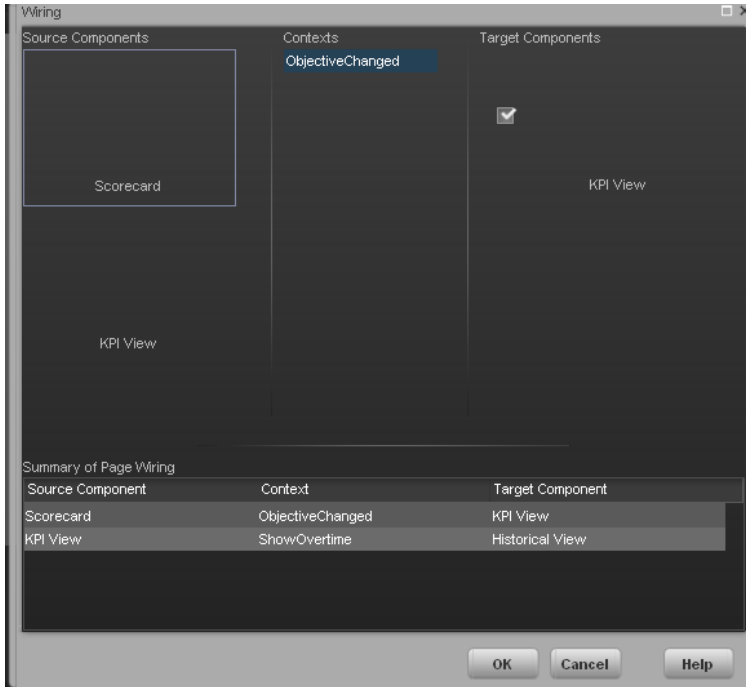 Wiring
Source Components Contexts Target Components
ObjectiveChanged
Scorecard KPI View
KPI View
Summary of Page Wiring
Source Component Context Target Component
Scorecard ObjectiveChanged KPI View
KPI View ShowOvertime Historical View
OK Cancel Help